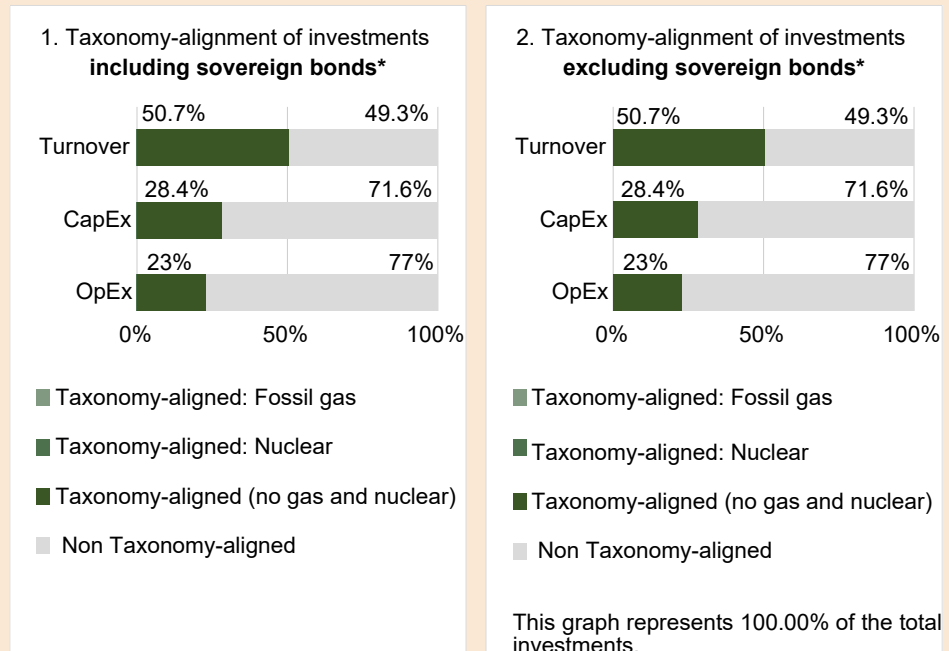 1. Taxonomy-alignment of investments
including sovereign bonds*
50.7% 49.3%
Turnover
28.4% 71.6%
CapEx
23% 77%
OpEx
0% 50% 100%
Taxonomy-aligned: Fossil gas
Taxonomy-aligned: Nuclear
Taxonomy-aligned (no gas and nuclear)
Non Taxonomy-aligned
2. Taxonomy-alignment of investments
excluding sovereign bonds*
50.7% 49.3%
Turnover
28.4% 71.6%
CapEx
23% 77%
OpEx
0% 50% 100%
Taxonomy-aligned: Fossil gas
Taxonomy-aligned: Nuclear
Taxonomy-aligned (no gas and nuclear)
Non Taxonomy-aligned
This graph represents 100.00% of the total
investments.